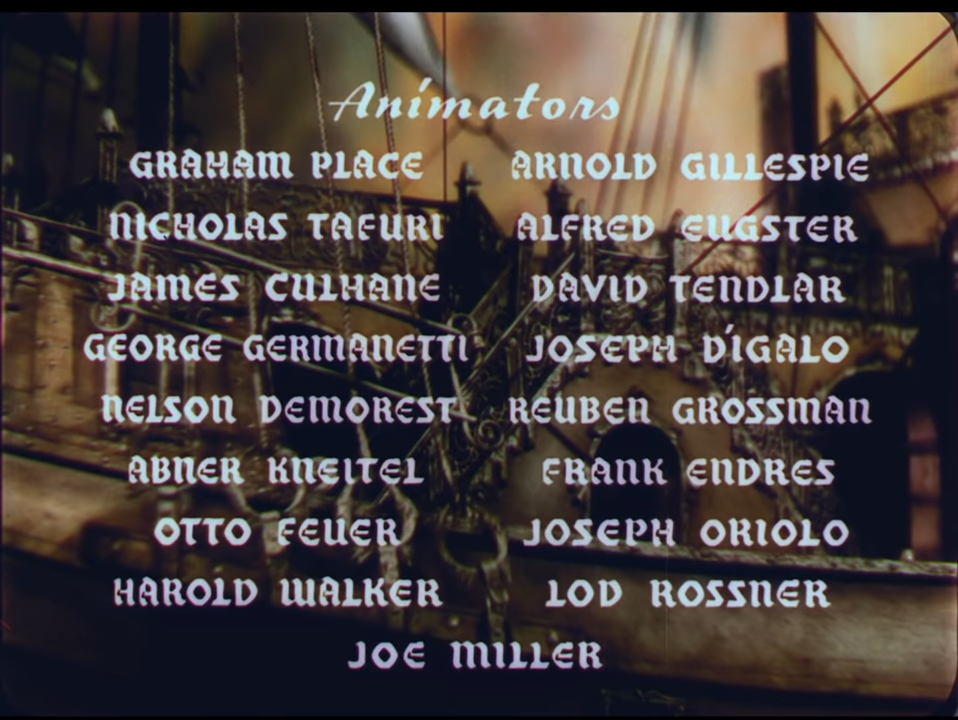 Animators
GRAHAM PLACE ARNOLD GILLESPIE
NICHOLAS TAFURI ALFRED EUGSTER
JAMES CULHANE DAVID TENDLAR
GEORGE GERMANETTI JOSEPH D'IGALO
NELSON DEMOREST REUBEN GROSSMAN
ABNER KNEITEL FRANK ENDRES
OTTO FEUER JOSEPH ORIOLO
HAROLD WALKER LOD ROSSNER
JOE MILLER